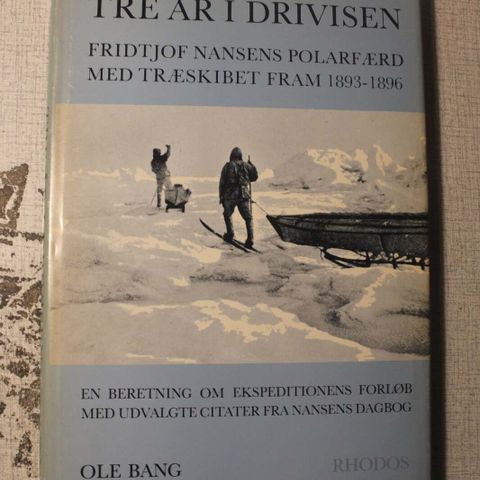 TRE ÅR I DRIVISEN
FRIDTJOF NANSENS POLARFÆRD
MED TRÆSKIBET FRAM 1893-1896
EN BERETNING OM EKSPEDITIONENS FORLØB
MED UDVALGTE CITATER FRA NANSENS DAGBOG
OLE BANG
RHODOS